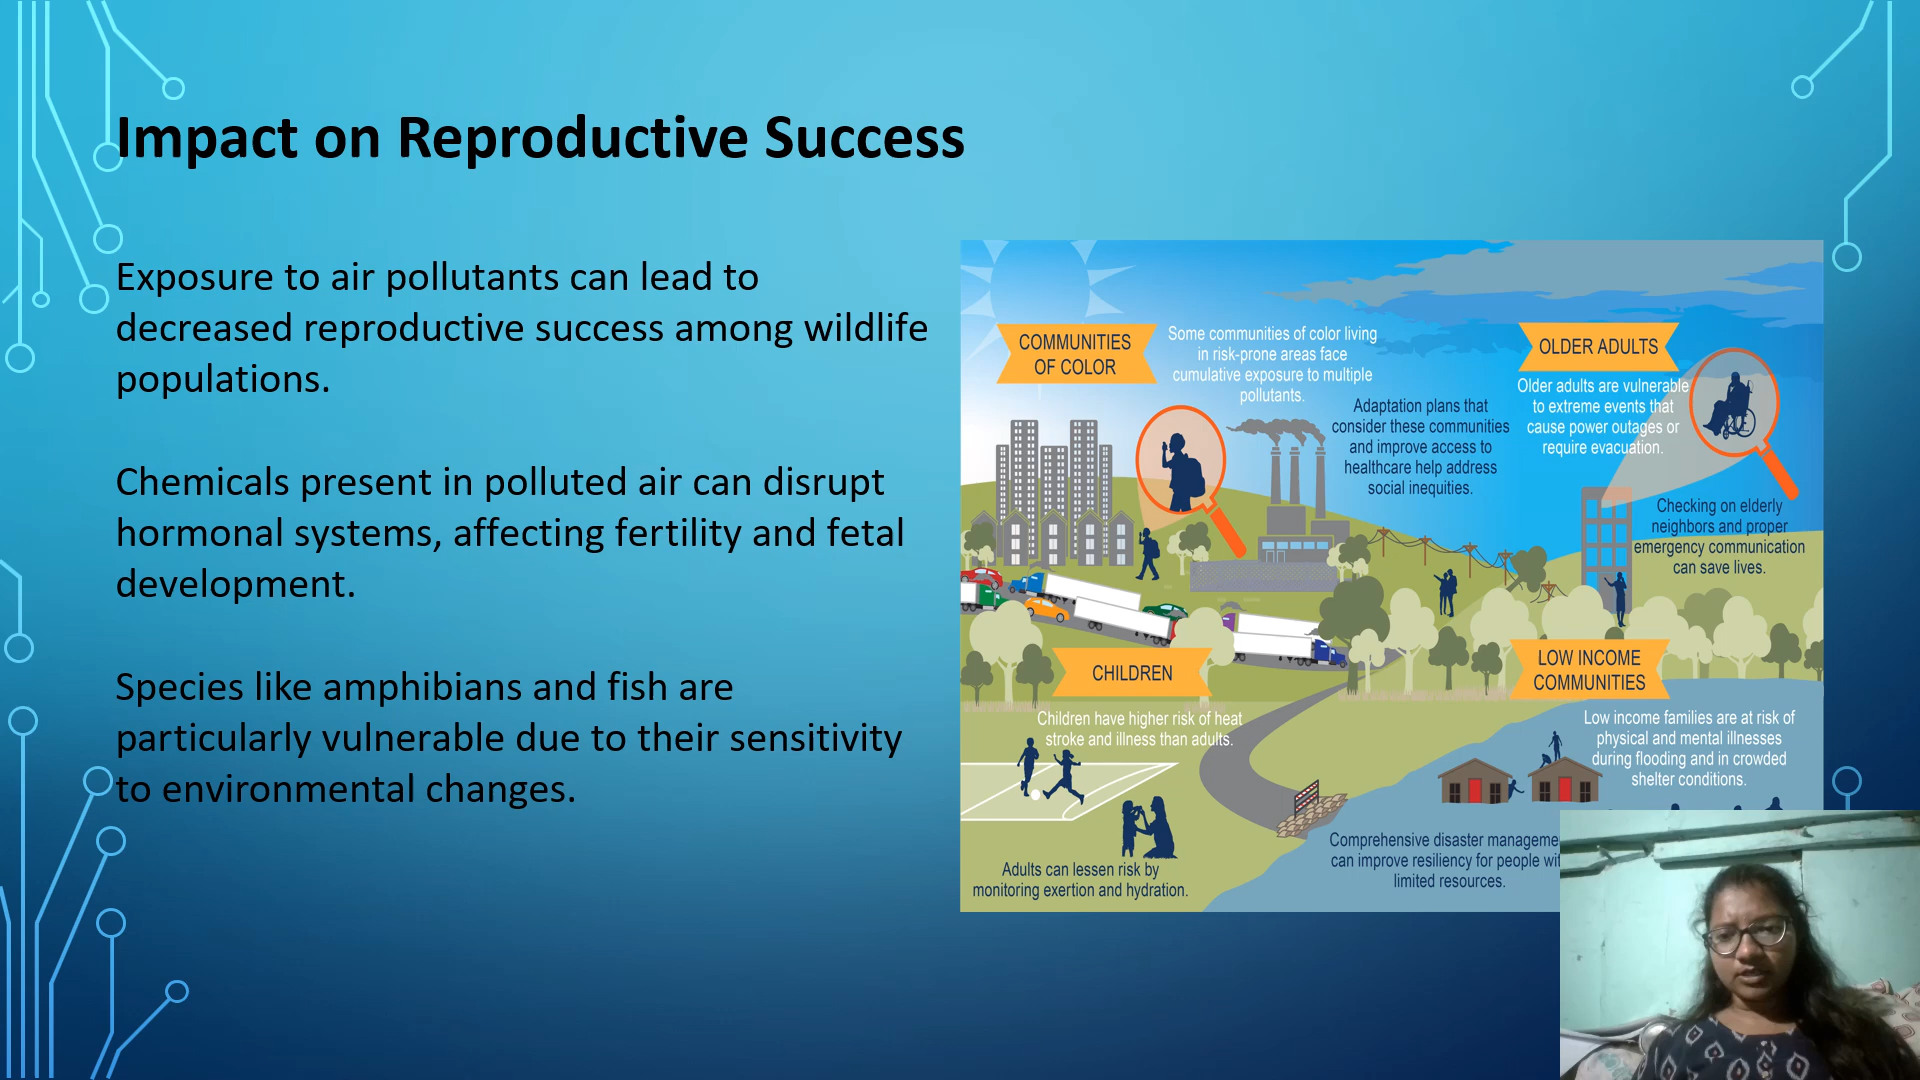 Impact on Reproductive Success
Exposure to air pollutants can lead to
decreased reproductive success among wildlife
populations.
Chemicals present in polluted air can disrupt
hormonal systems, affecting fertility and fetal
development.
Species like amphibians and fish are
particularly vulnerable due to their sensitivity
to environmental changes.
COMMUNITIES
OF COLOR
Some communities of color living
in risk-prone areas face
cumulative exposure to multiple
pollutants.
Adaptation plans that
consider these communities
and improve access to
healthcare help address
social inequities.
OLDER ADULTS
Older adults are vulnerable
to extreme events that
cause power outages or
require evacuation.
Checking on elderly
neighbors and proper
emergency communication
can save lives.
CHILDREN
Children have higher risk of heat
stroke and illness than adults.
Adults can lessen risk by
monitoring exertion and hydration.
LOW INCOME
COMMUNITIES
Low income families are at risk of
physical and mental illnesses
during flooding and in crowded
shelter conditions.
Comprehensive disaster
can improve resiliency for people
limited resources.